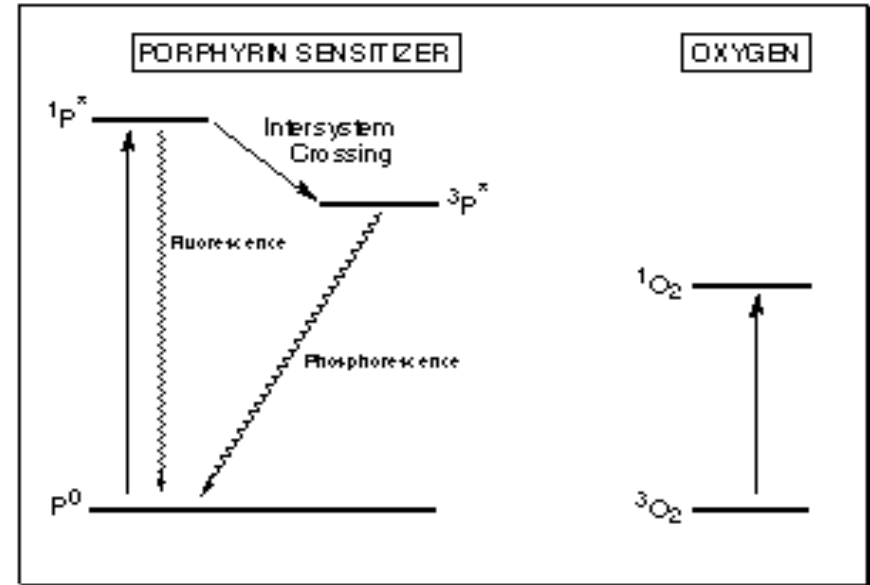 PORPHYRIN SENSITIZER
OXYGEN
¹P*
Intersystem
Crossing
³P*
Fluorescence
¹O₂
Phosphorescence
P⁰
³O₂